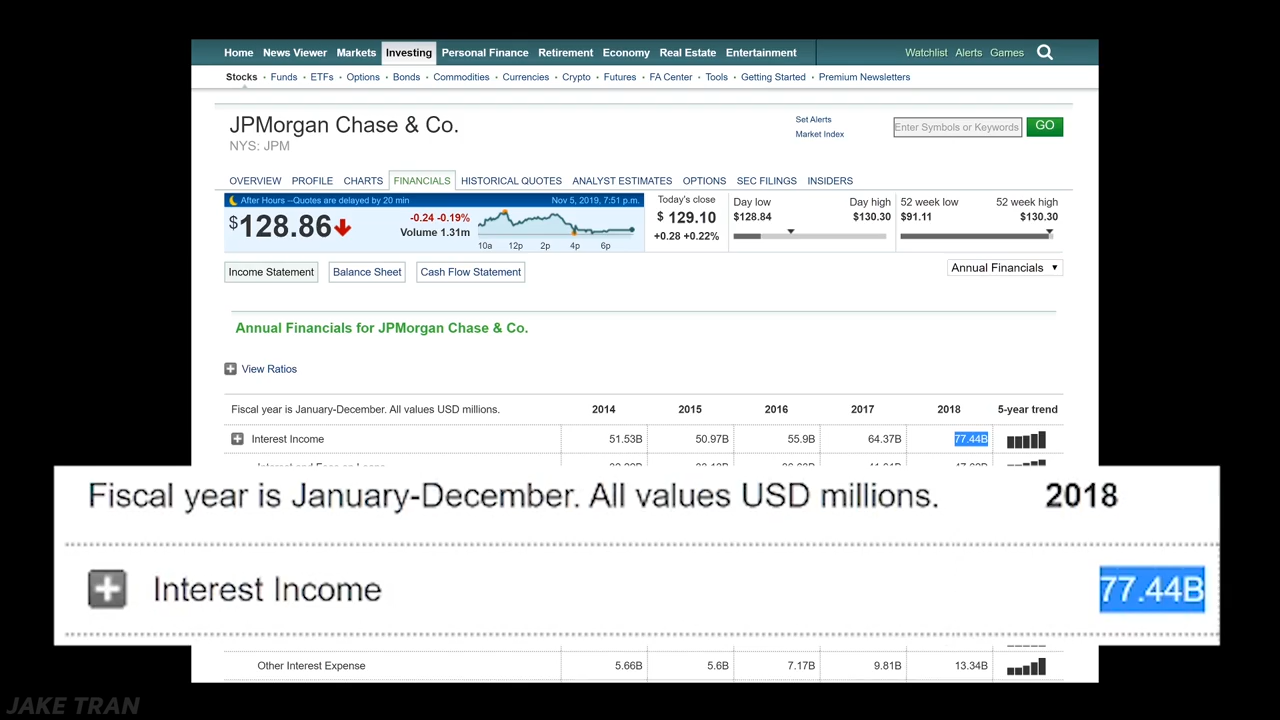 Home News Viewer Markets Investing Personal Finance Retirement Economy Real Estate Entertainment Watchlist Alerts Games
Stocks · Funds · ETFs · Options · Bonds · Commodities · Currencies · Crypto · Futures · FA Center · Tools · Getting Started · Premium Newsletters
JPMorgan Chase & Co.
NYS: JPM
Set Alerts
Market Index
Enter Symbols or Keywords GO
OVERVIEW PROFILE CHARTS FINANCIALS HISTORICAL QUOTES ANALYST ESTIMATES OPTIONS SEC FILINGS INSIDERS
After Hours --Quotes are delayed by 20 min Nov 5, 2019, 7:51 p.m.
$128.86
-0.24 -0.19%
Volume 1.31m
10a 12p 2p 4p 6p
Today's close
$ 129.10
+0.28 +0.22%
Day low Day high
$128.84 $130.30
52 week low 52 week high
$91.11 $130.30
Income Statement Balance Sheet Cash Flow Statement Annual Financials
Annual Financials for JPMorgan Chase & Co.
View Ratios
Fiscal year is January-December. All values USD millions. 2014 2015 2016 2017 2018 5-year trend
Interest Income 51.53B 50.97B 55.9B 64.37B 77.44B
Fiscal year is January-December. All values USD millions. 2018
Interest Income 77.44B
Other Interest Expense 5.66B 5.6B 7.17B 9.81B 13.34B
JAKE TRAN